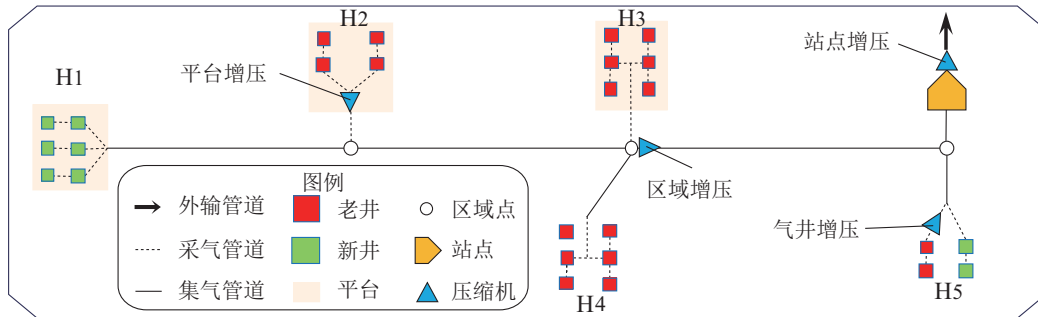 H2
H3
站点增压
平台增压
H1
区域增压
气井增压
图例
外输管道
老井
区域点
采气管道
新井
站点
集气管道
平台
压缩机
H4
H5